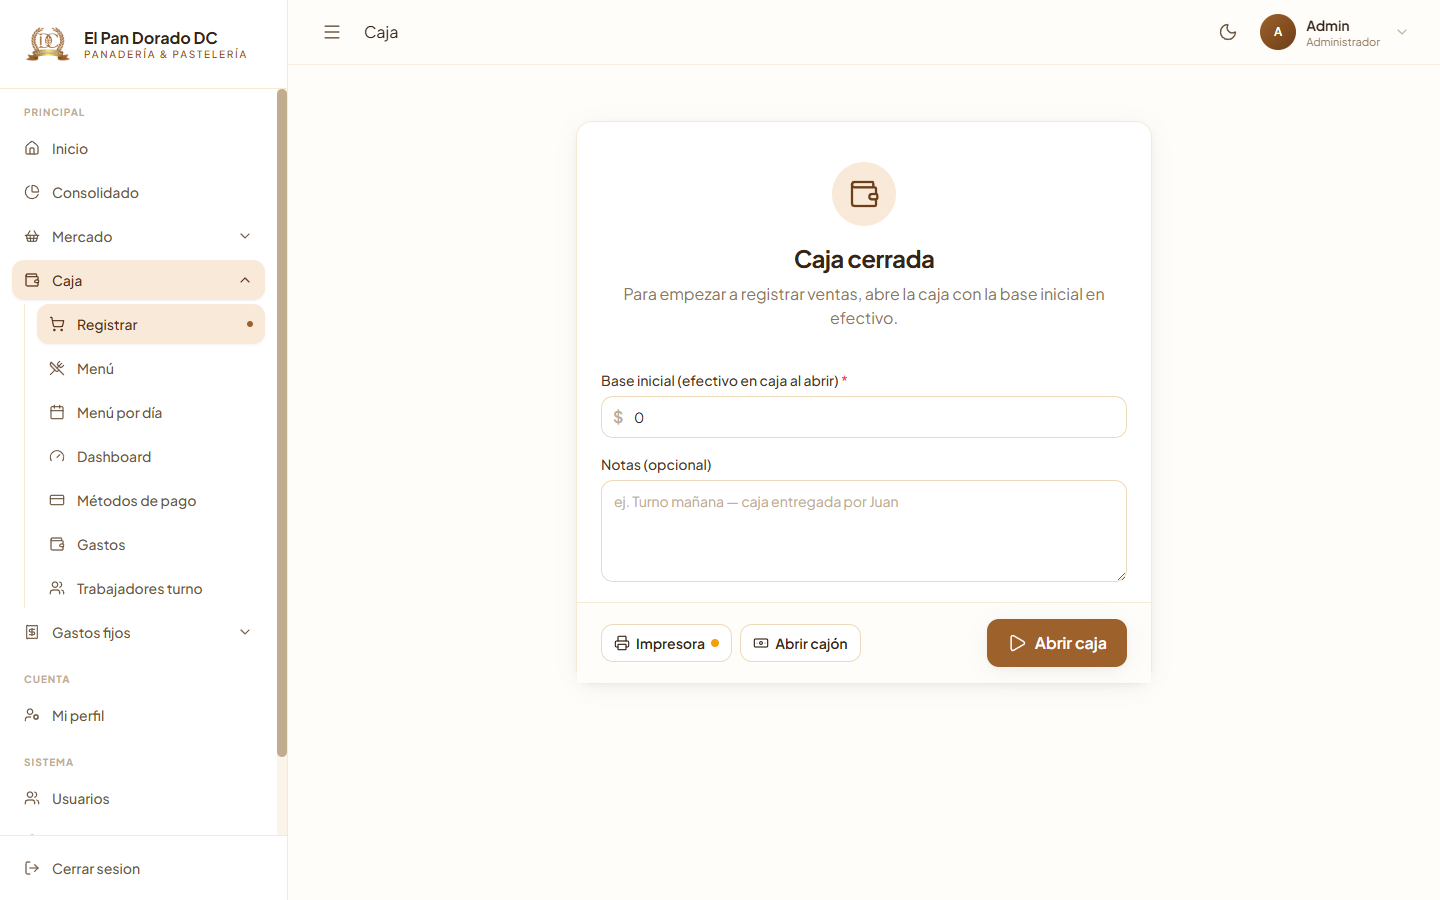 El Pan Dorado DC
PANADERÍA & PASTELERÍA
PRINCIPAL
Inicio
Consolidado
Mercado
Caja
Registrar
Menú
Menú por día
Dashboard
Métodos de pago
Gastos
Trabajadores turno
Gastos fijos
CUENTA
Mi perfil
SISTEMA
Usuarios
Cerrar sesion
Caja
A
Admin
Administrador
Caja cerrada
Para empezar a registrar ventas, abre la caja con la base inicial en
efectivo.
Base inicial (efectivo en caja al abrir) *
$ 0
Notas (opcional)
ej. Turno mañana — caja entregada por Juan
Impresora
Abrir cajón
Abrir caja